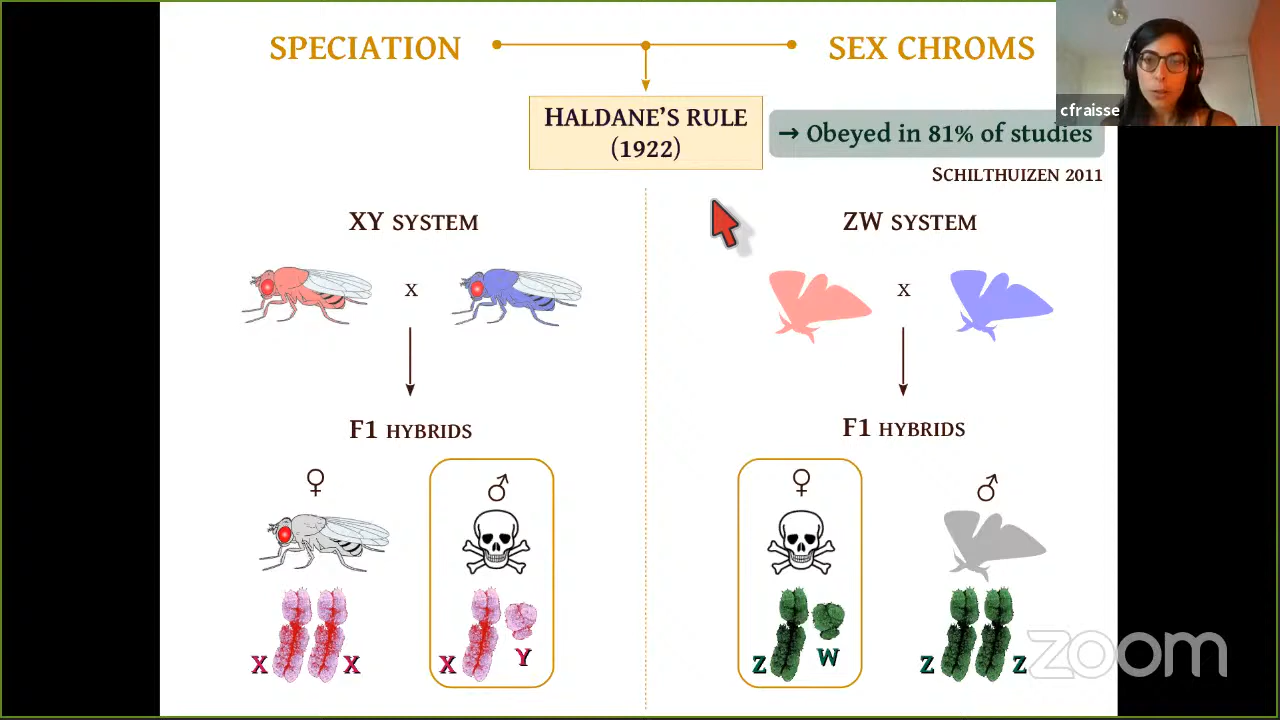 SPECIATION
SEX CHROMS
cfraisse
HALDANE'S RULE
(1922)
→ Obeyed in 81% of studies
SCHILTHUIZEN 2011
XY SYSTEM
ZW SYSTEM
x
x
F1 HYBRIDS
F1 HYBRIDS
♀
♂
♀
♂
X X
X Y
Z W
Z Z
zoom